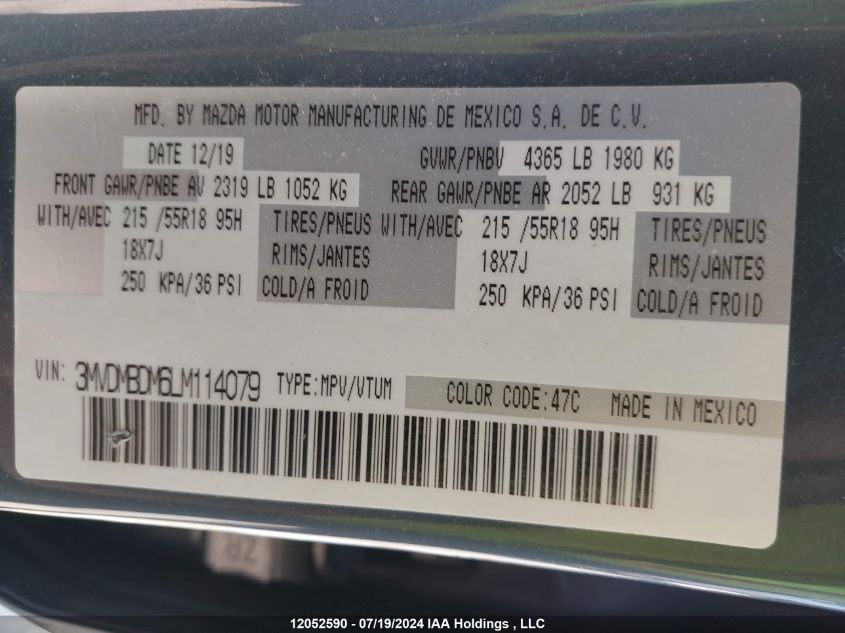 MFD. BY MAZDA MOTOR MANUFACTURING DE MEXICO S.A. DE C.V.
DATE 12/19 GVWR/PNBV 4365 LB 1980 KG
FRONT GAWR/PNBE AV 2319 LB 1052 KG REAR GAWR/PNBE AR 2052 LB 931 KG
WITH/AVEC 215 /55R18 95H TIRES/PNEUS WITH/AVEC 215 /55R18 95H TIRES/PNEUS
18X7J RIMS/JANTES 18X7J RIMS/JANTES
250 KPA/36 PSI COLD/A FROID 250 KPA/36 PSI COLD/A FROID
VIN: 3MVDMBDM6LM114079 TYPE:MPV/VTUM COLOR CODE:47C MADE IN MEXICO
12052590 - 07/19/2024 IAA Holdings , LLC